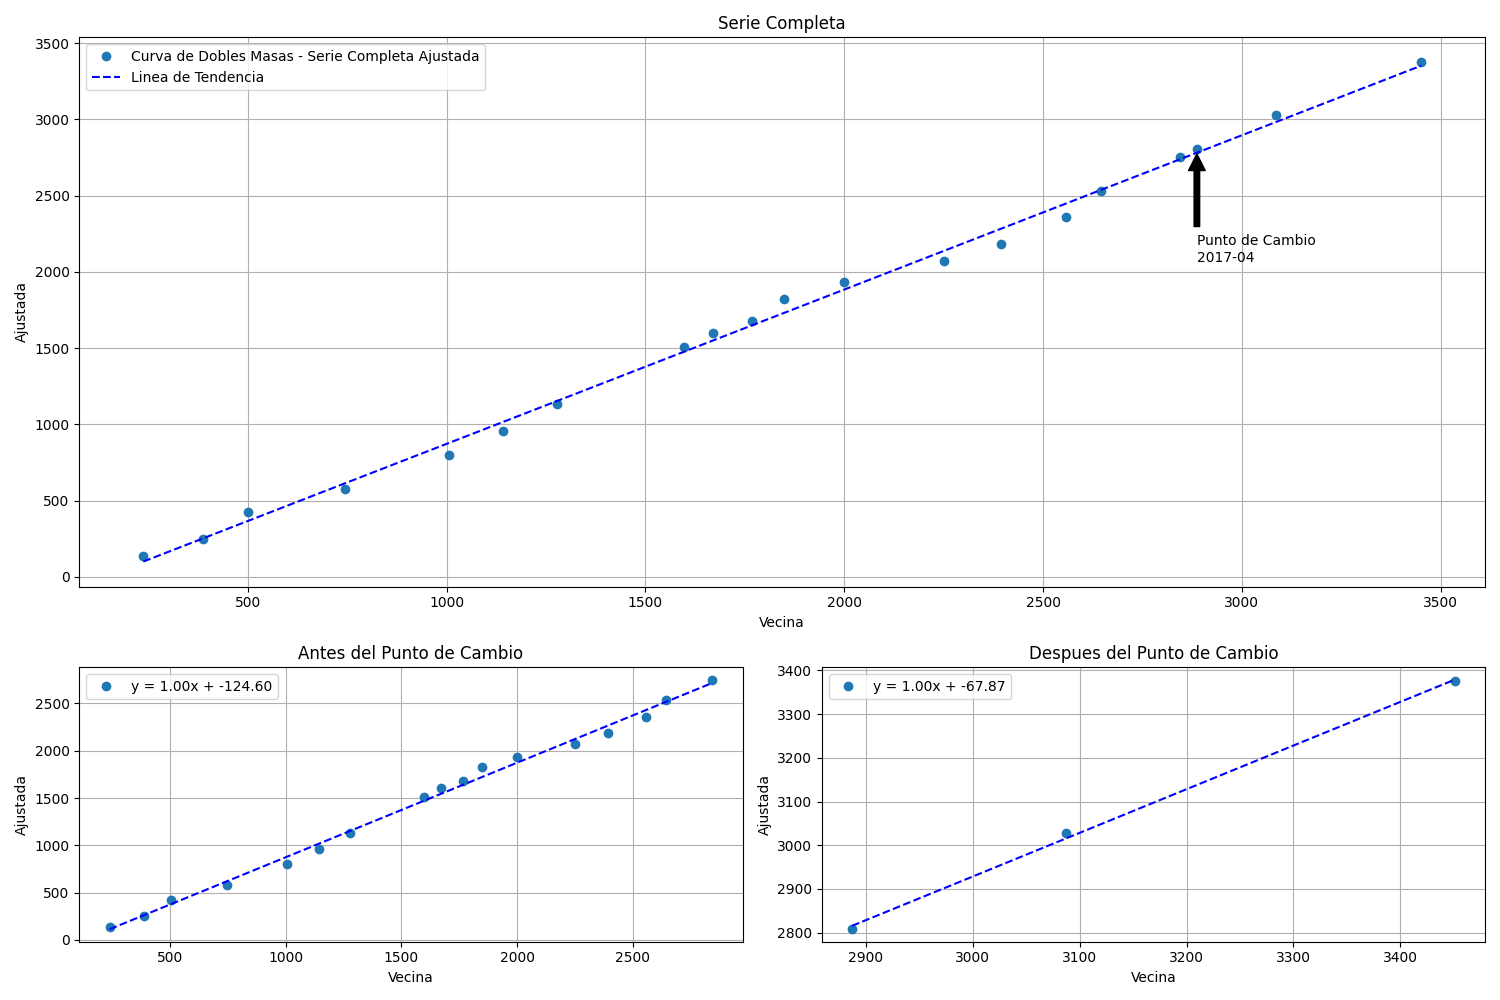 Serie Completa
Curva de Dobles Masas - Serie Completa Ajustada
Linea de Tendencia
3500
3000
2500
2000
1500
1000
500
0
Ajustada
Punto de Cambio
2017-04
500 1000 1500 2000 2500 3000 3500
Vecina
Antes del Punto de Cambio
y = 1.00x + -124.60
2500
2000
1500
1000
500
0
Ajustada
500 1000 1500 2000 2500
Vecina
Despues del Punto de Cambio
y = 1.00x + -67.87
3400
3300
3200
3100
3000
2900
2800
Ajustada
2900 3000 3100 3200 3300 3400
Vecina